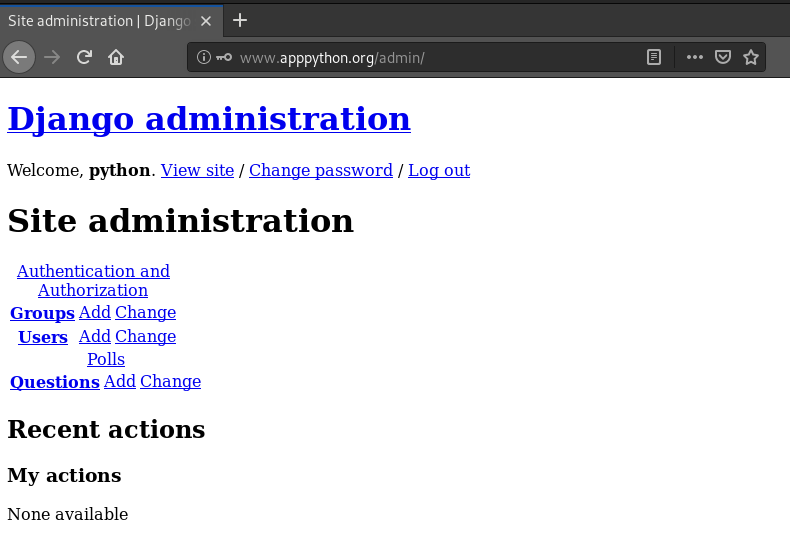 Site administration | Django
www.apppython.org/admin/
Django administration
Welcome, python. View site / Change password / Log out
Site administration
Authentication and
Authorization
Groups Add Change
Users Add Change
Polls
Questions Add Change
Recent actions
My actions
None available